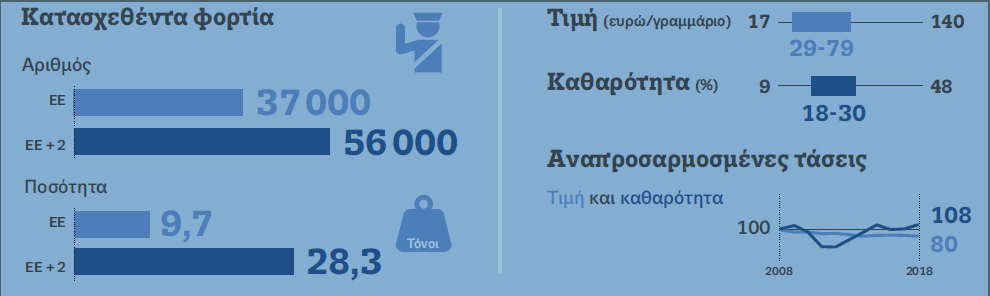 Κατασχεθέντα φορτία
Αριθμός
ΕΕ 37 000
ΕΕ + 2 56 000
Ποσότητα
ΕΕ 9,7
ΕΕ + 2 28,3
Τόνοι
Τιμή (ευρώ/γραμμάριο) 17 140
29-79
Καθαρότητα (%) 9 48
18-30
Αναπροσαρμοσμένες τάσεις
Τιμή και καθαρότητα
100 108
80
2008 2018